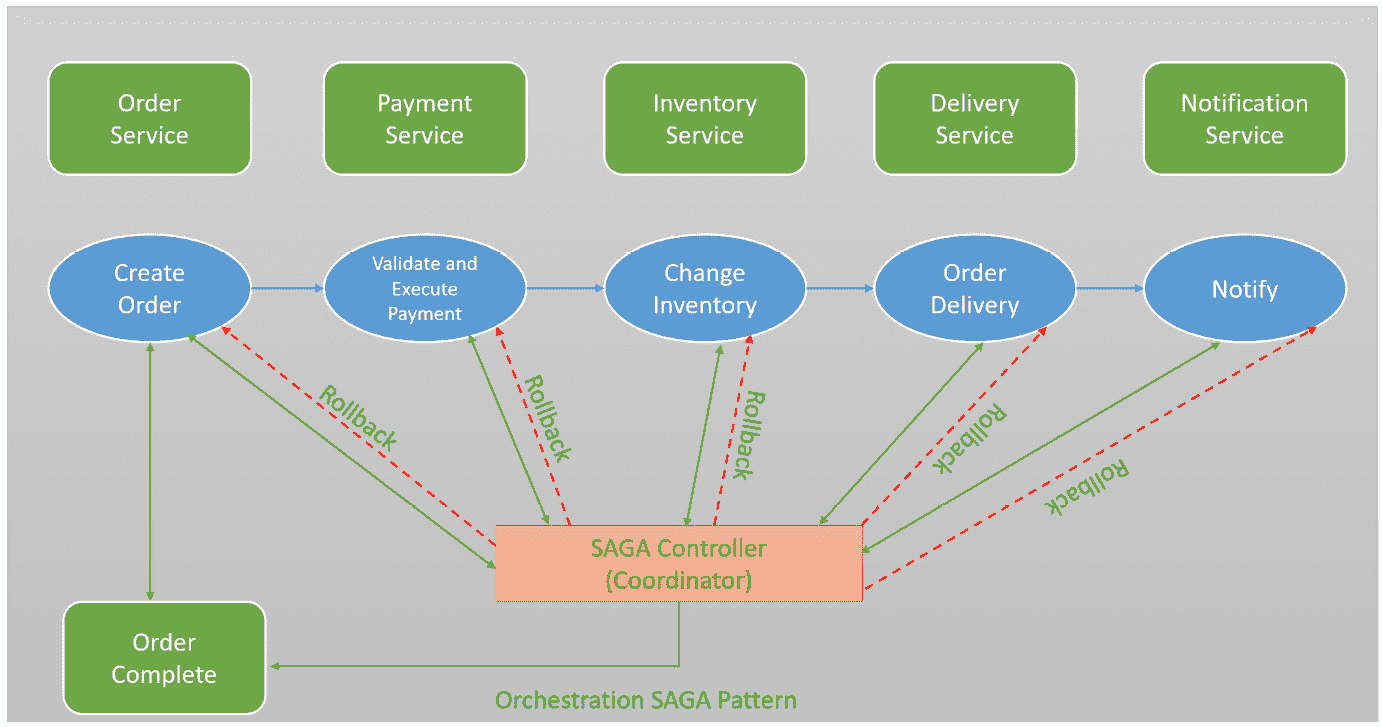 Order
Service
Payment
Service
Inventory
Service
Delivery
Service
Notification
Service
Create
Order
Validate and
Execute
Payment
Change
Inventory
Order
Delivery
Notify
Rollback
Rollback
Rollback
Rollback
Rollback
SAGA Controller
(Coordinator)
Order
Complete
Orchestration SAGA Pattern